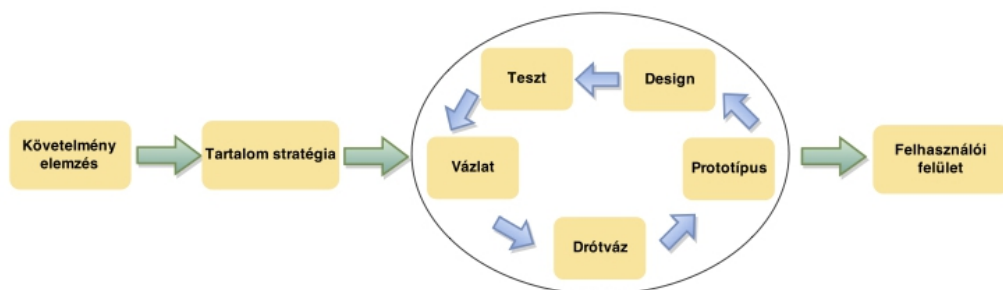 Követelmény
elemzés
Tartalom stratégia
Teszt
Design
Vázlat
Prototípus
Drótváz
Felhasználói
felület